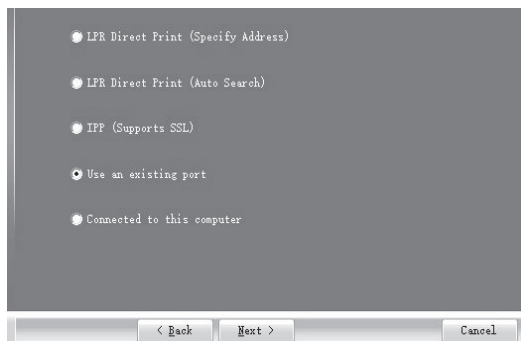 LPR Direct Print (Specify Address)
LPR Direct Print (Auto Search)
IPP (Supports SSL)
Use an existing port
Connected to this computer
< Back Next > Cancel